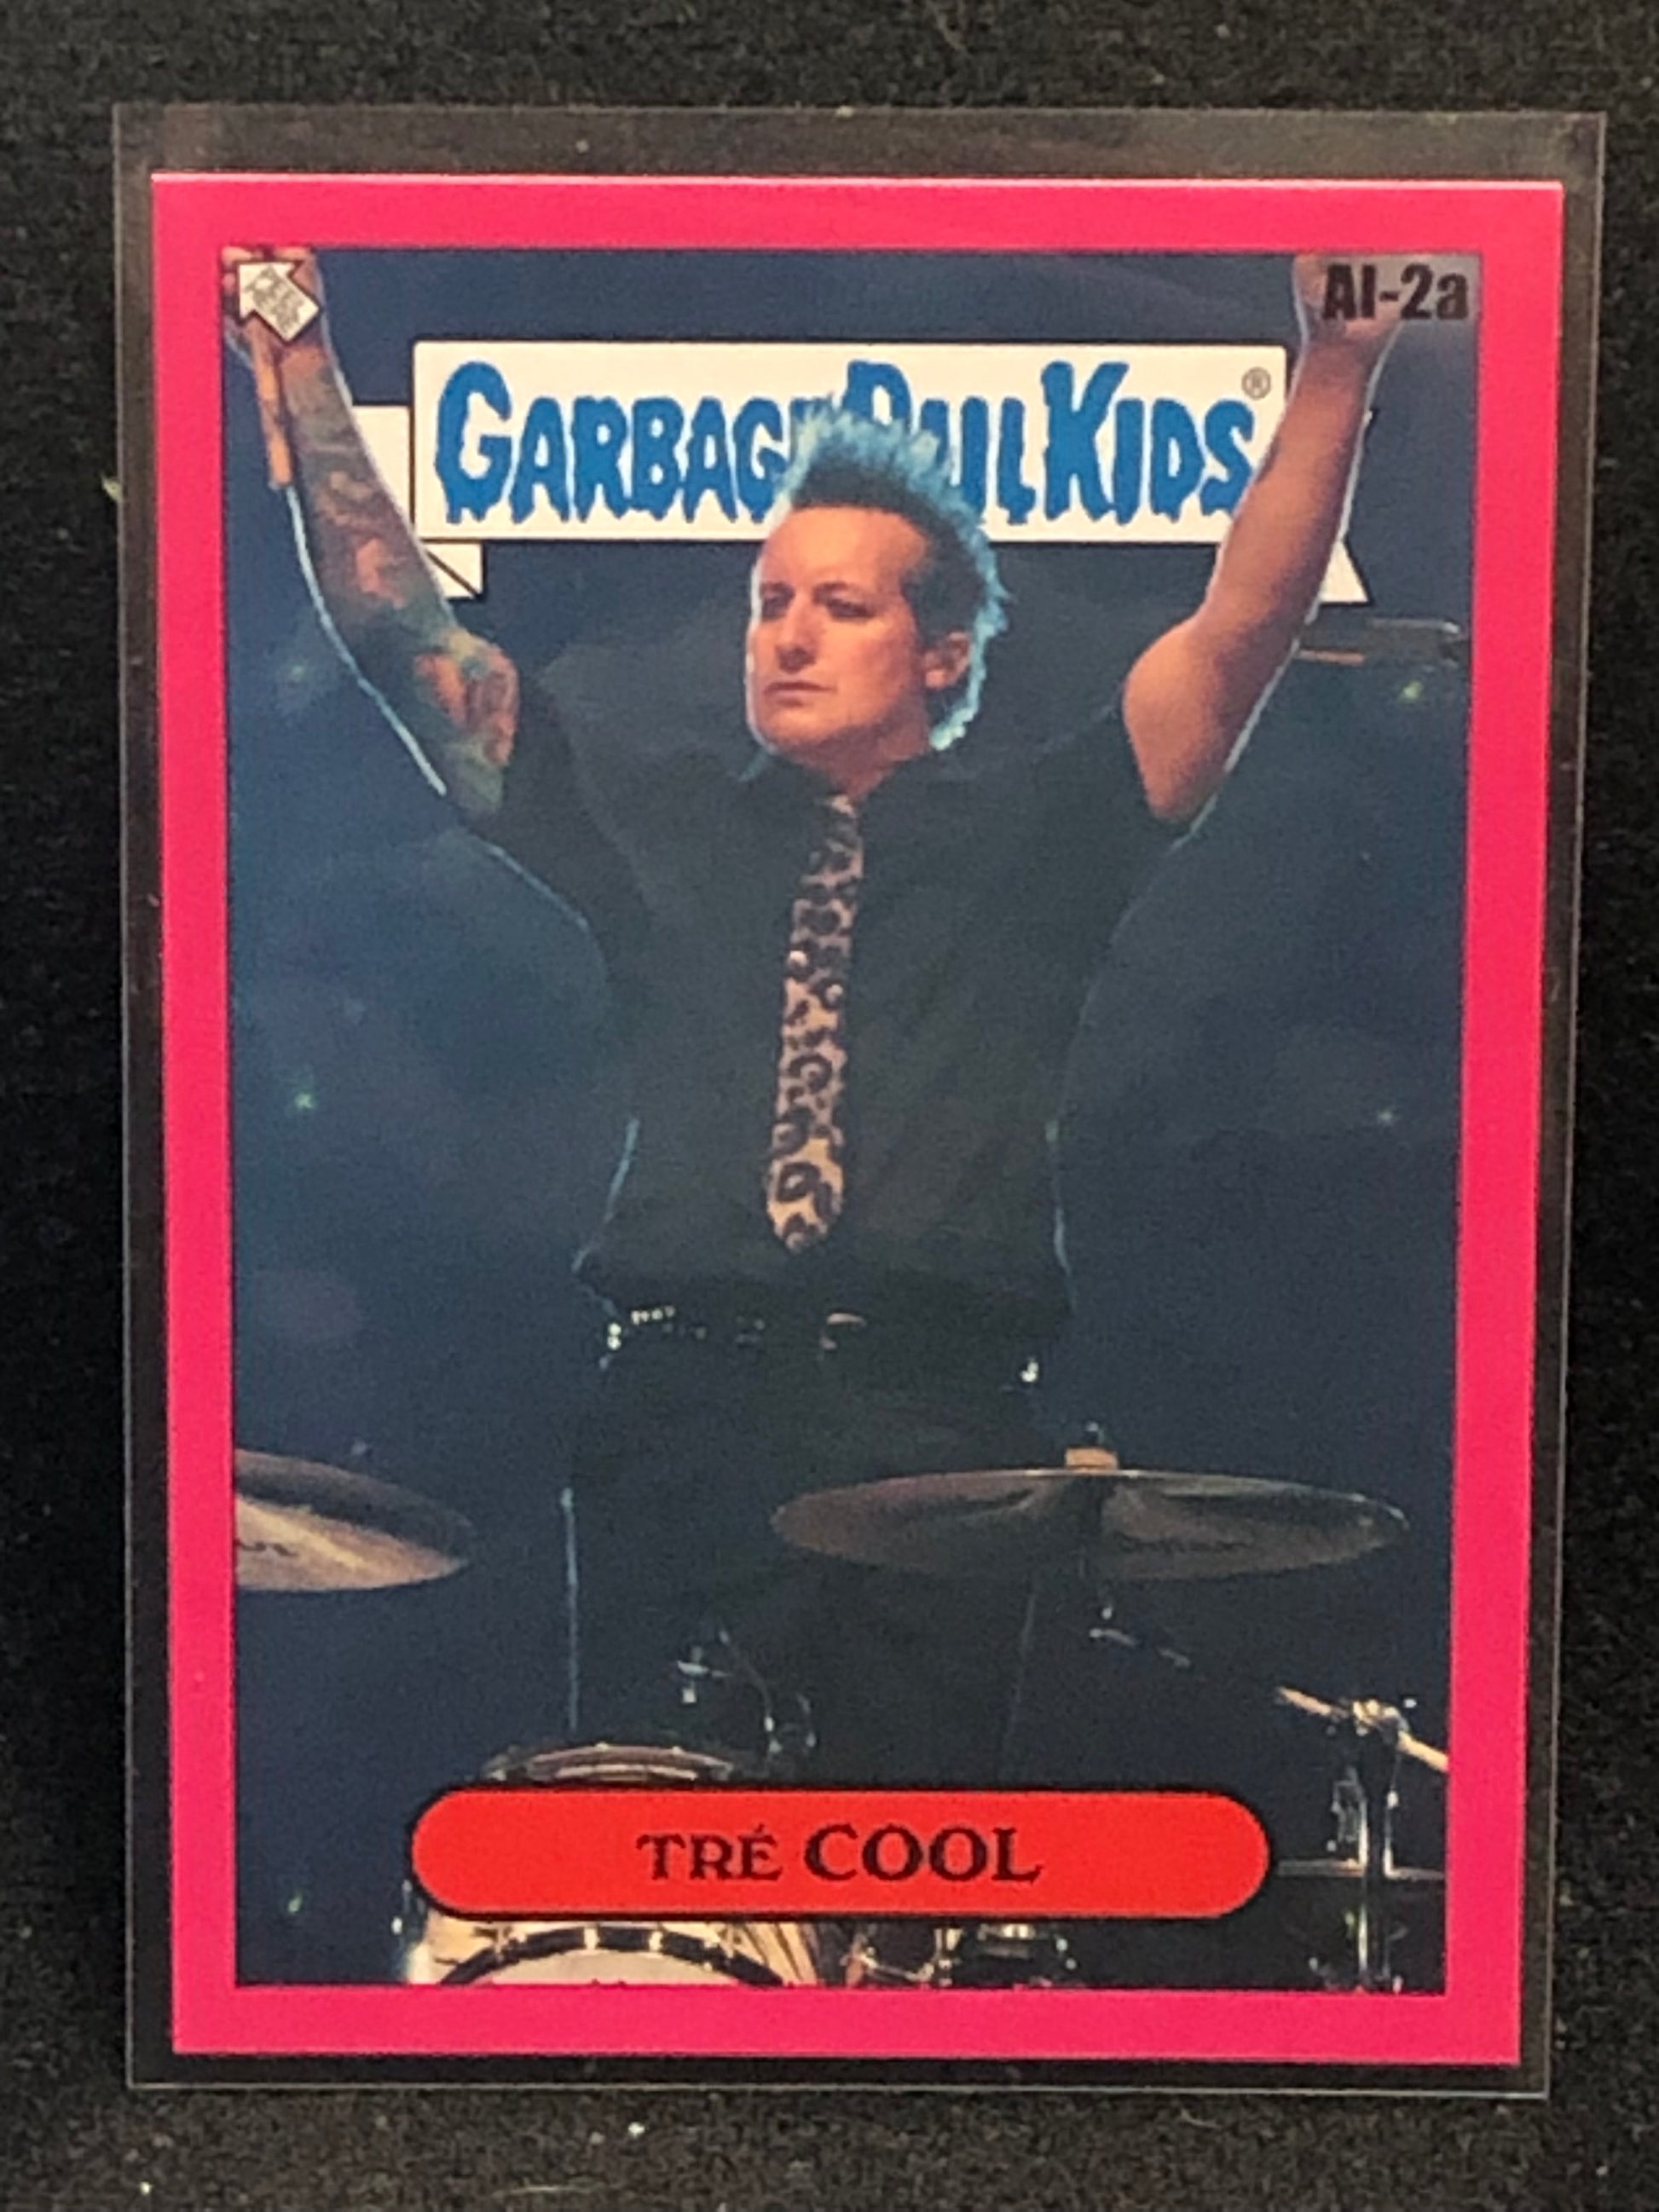 AI-2a
GARBAGE PAIL KIDS®
TRÉ COOL